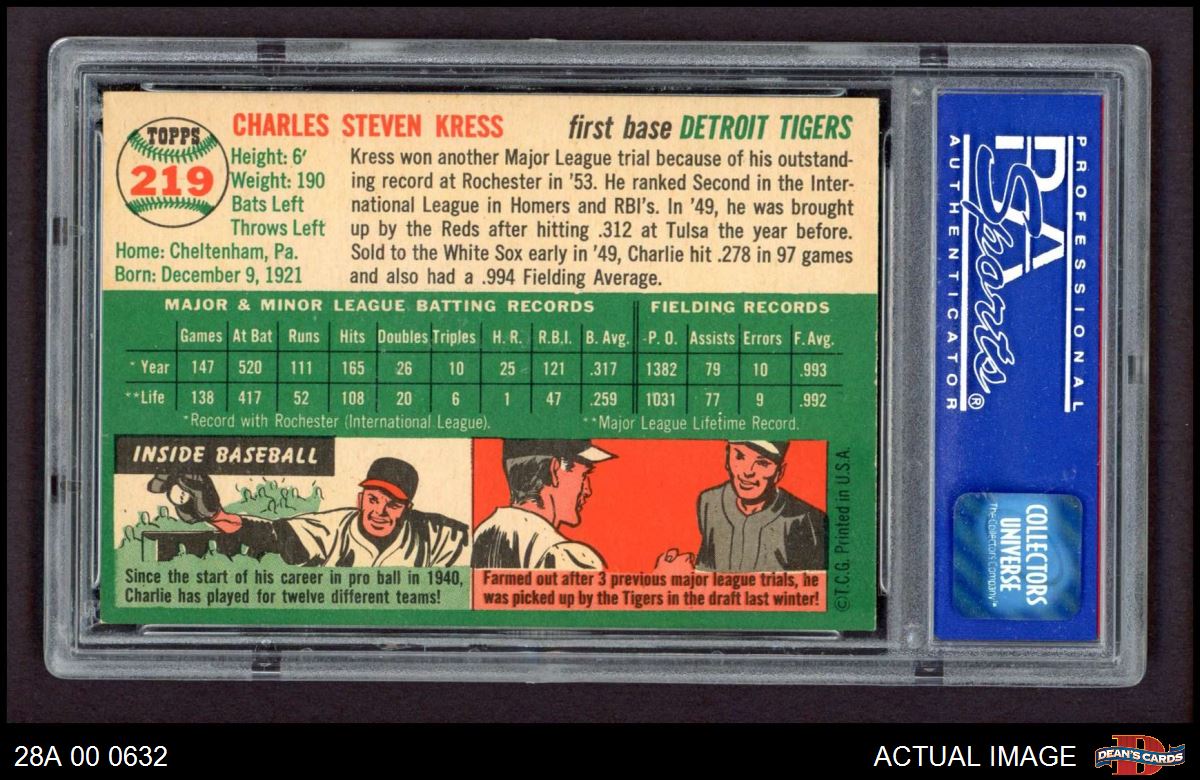 TOPPS
219
CHARLES STEVEN KRESS
first base DETROIT TIGERS
Height: 6'
Weight: 190
Bats Left
Throws Left
Home: Cheltenham, Pa.
Born: December 9, 1921
Kress won another Major League trial because of his outstand-
ing record at Rochester in '53. He ranked Second in the Inter-
national League in Homers and RBI's. In '49, he was brought
up by the Reds after hitting .312 at Tulsa the year before.
Sold to the White Sox early in '49, Charlie hit .278 in 97 games
and also had a .994 Fielding Average.
MAJOR & MINOR LEAGUE BATTING RECORDS FIELDING RECORDS
Games At Bat Runs Hits Doubles Triples H. R. R.B.I. B. Avg. P. O. Assists Errors F. Avg.
* Year 147 520 111 165 26 10 25 121 .317 1382 79 10 .993
**Life 138 417 52 108 20 6 1 47 .259 1031 77 9 .992
*Record with Rochester (International League). **Major League Lifetime Record.
INSIDE BASEBALL
Since the start of his career in pro ball in 1940,
Charlie has played for twelve different teams!
Farmed out after 3 previous major league trials, he
was picked up by the Tigers in the draft last winter!
©T.C.G. Printed in U.S.A.
PROFESSIONAL
PSA
Sports®
AUTHENTICATOR
COLLECTORS
UNIVERSE
The Collectors Company™
28A 00 0632
ACTUAL IMAGE
D
DEAN'S CARDS